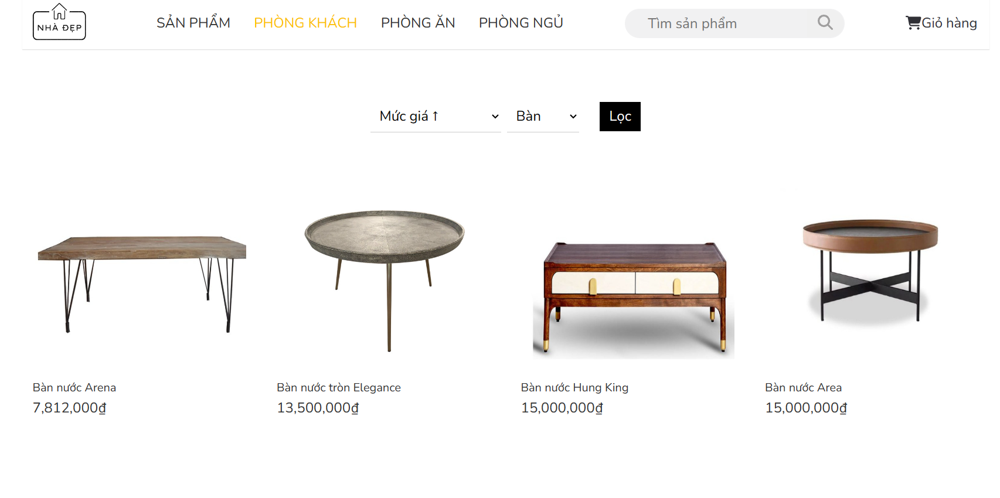 NHÀ ĐẸP
SẢN PHẨM
PHÒNG KHÁCH
PHÒNG ĂN
PHÒNG NGỦ
Tìm sản phẩm
Giỏ hàng
Mức giá ↑
Bàn
Lọc
Bàn nước Arena
7,812,000₫
Bàn nước tròn Elegance
13,500,000₫
Bàn nước Hung King
15,000,000₫
Bàn nước Area
15,000,000₫